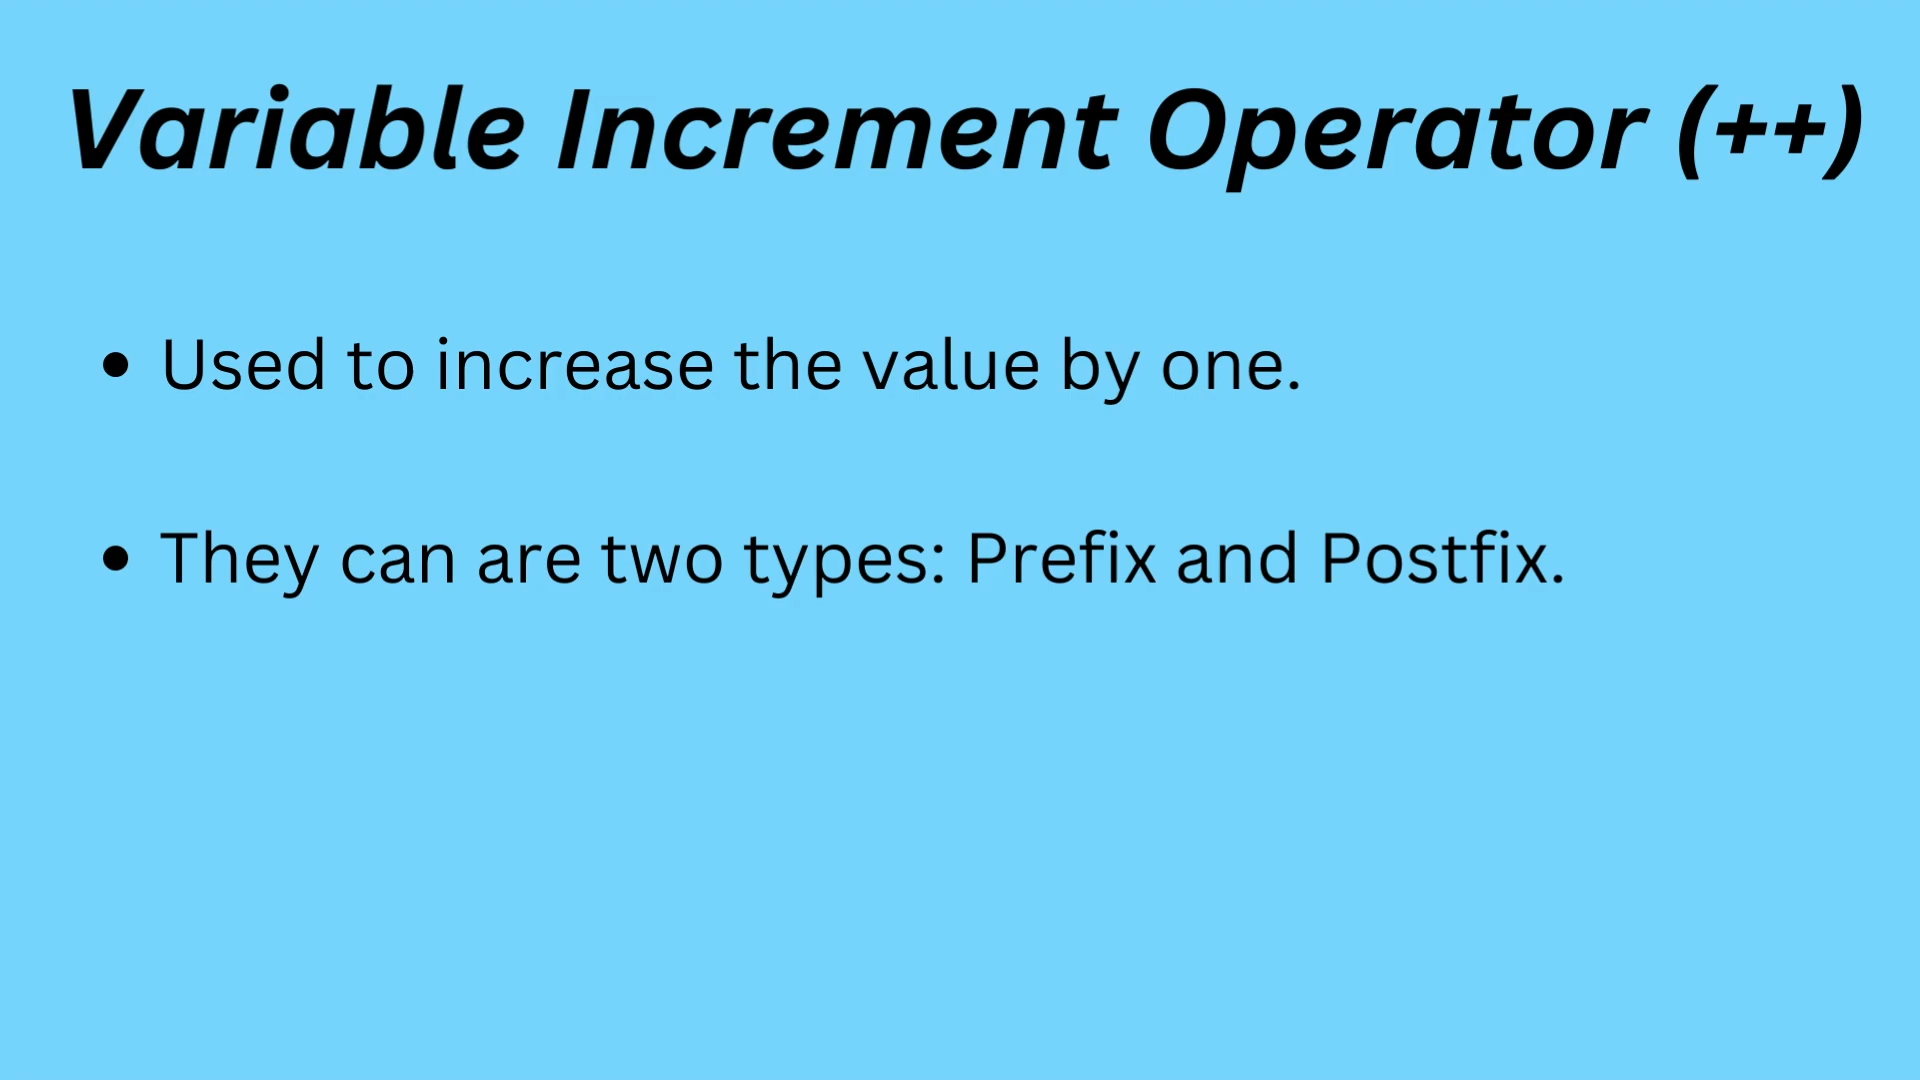 Variable Increment Operator (++)
• Used to increase the value by one.
• They can are two types: Prefix and Postfix.